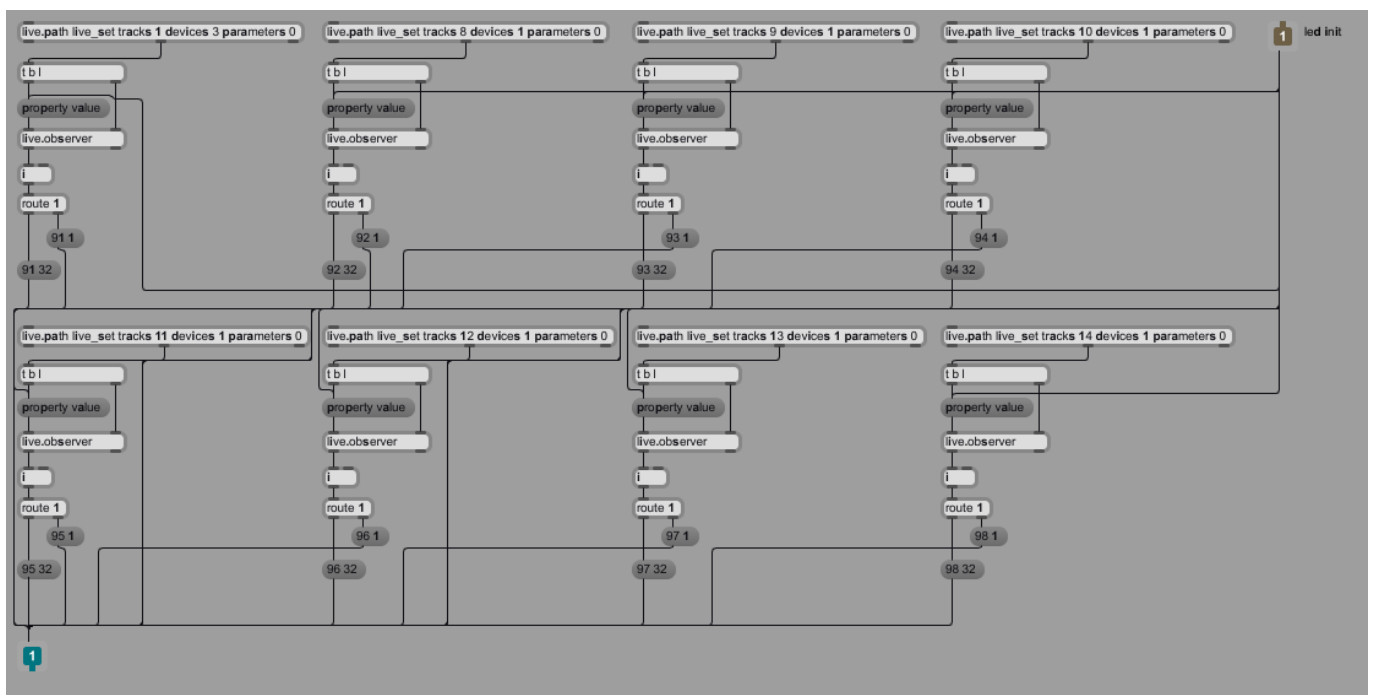 live.path live_set tracks 1 devices 3 parameters 0
live.path live_set tracks 8 devices 1 parameters 0
live.path live_set tracks 9 devices 1 parameters 0
live.path live_set tracks 10 devices 1 parameters 0
1
led init
t b l
t b l
t b l
t b l
property value
property value
property value
property value
live.observer
live.observer
live.observer
live.observer
i
i
i
i
route 1
route 1
route 1
route 1
91 1
92 1
93 1
94 1
91 32
92 32
93 32
94 32
live.path live_set tracks 11 devices 1 parameters 0
live.path live_set tracks 12 devices 1 parameters 0
live.path live_set tracks 13 devices 1 parameters 0
live.path live_set tracks 14 devices 1 parameters 0
t b l
t b l
t b l
t b l
property value
property value
property value
property value
live.observer
live.observer
live.observer
live.observer
i
i
i
i
route 1
route 1
route 1
route 1
95 1
96 1
97 1
98 1
95 32
96 32
97 32
98 32
1